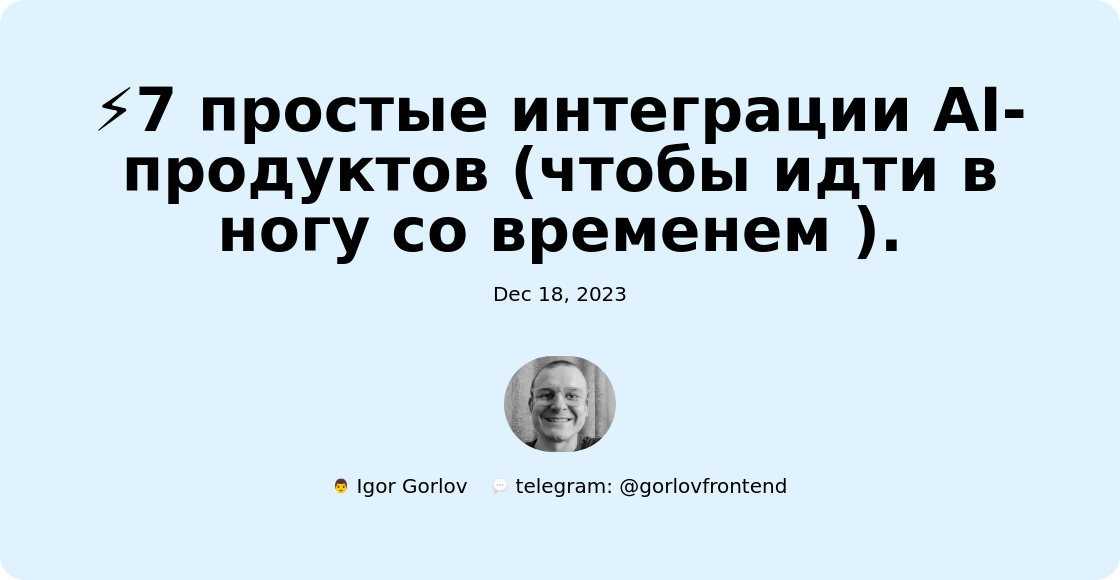 ⚡7 простые интеграции AI-
продуктов (чтобы идти в
ногу со временем ).
Dec 18, 2023
👨 Igor Gorlov 💬 telegram: @gorlovfrontend